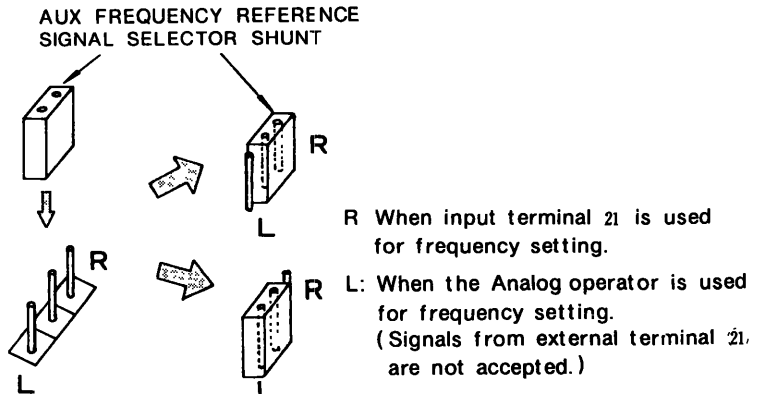 AUX FREQUENCY REFERENCE
SIGNAL SELECTOR SHUNT
R
L
R
L
R
L
R When input terminal 21 is used
for frequency setting.
L: When the Analog operator is used
for frequency setting.
(Signals from external terminal 21,
are not accepted.)